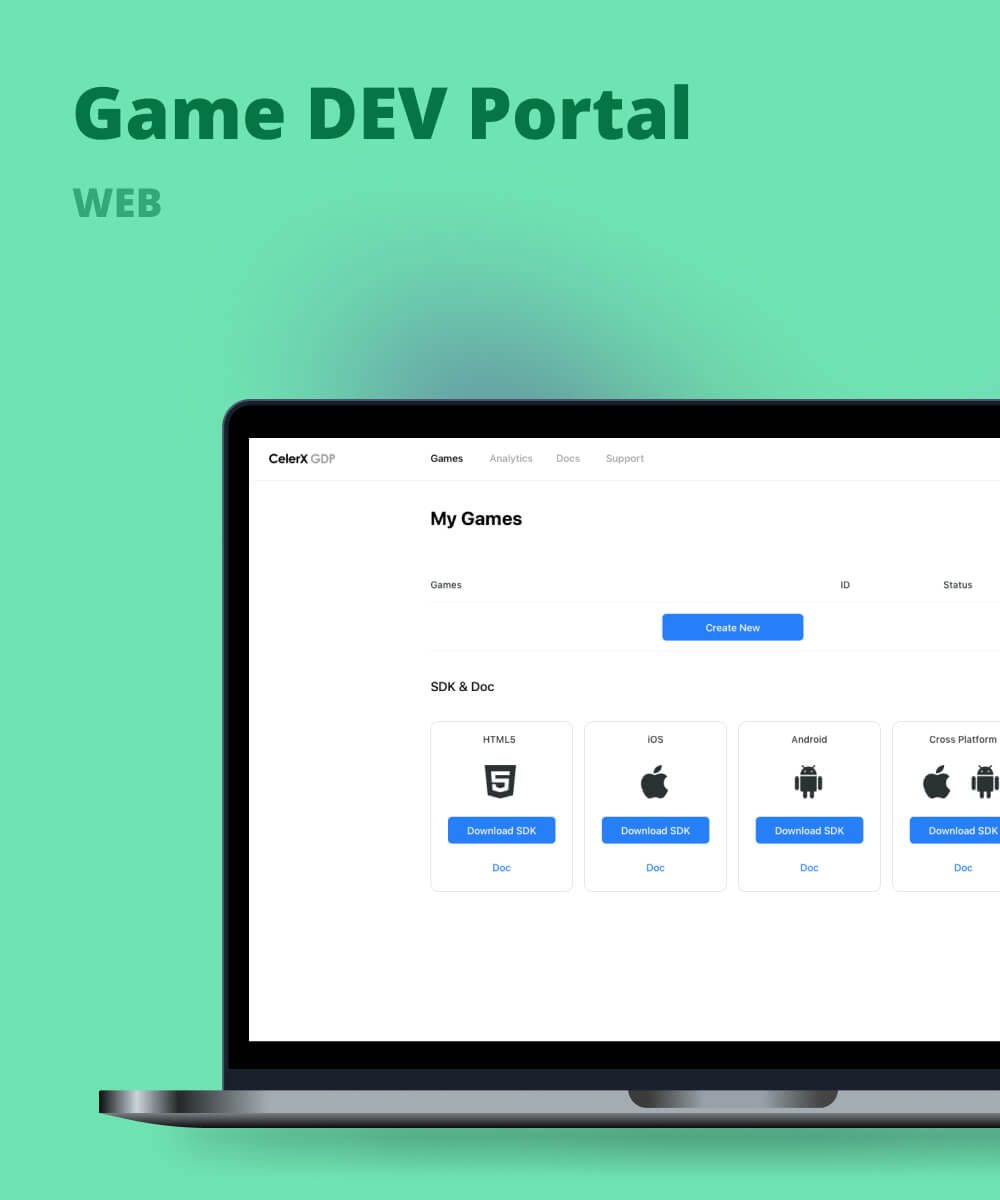 Game DEV Portal
WEB
CelerX GDP Games Analytics Docs Support
My Games
Games ID Status
Create New
SDK & Doc
HTML5 iOS Android Cross Platform
Download SDK Download SDK Download SDK Download SDK
Doc Doc Doc Doc